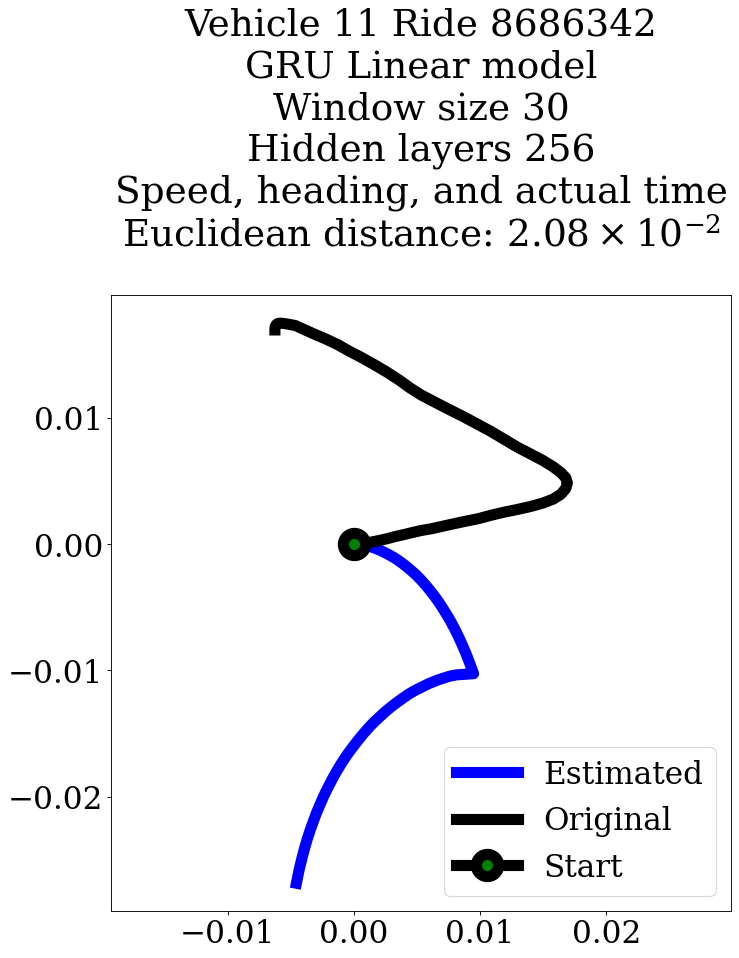 Vehicle 11 Ride 8686342
GRU Linear model
Window size 30
Hidden layers 256
Speed, heading, and actual time
Euclidean distance: 2.08 × 10⁻²
0.01
0.00
−0.01
−0.02
Estimated
Original
Start
−0.01 0.00 0.01 0.02